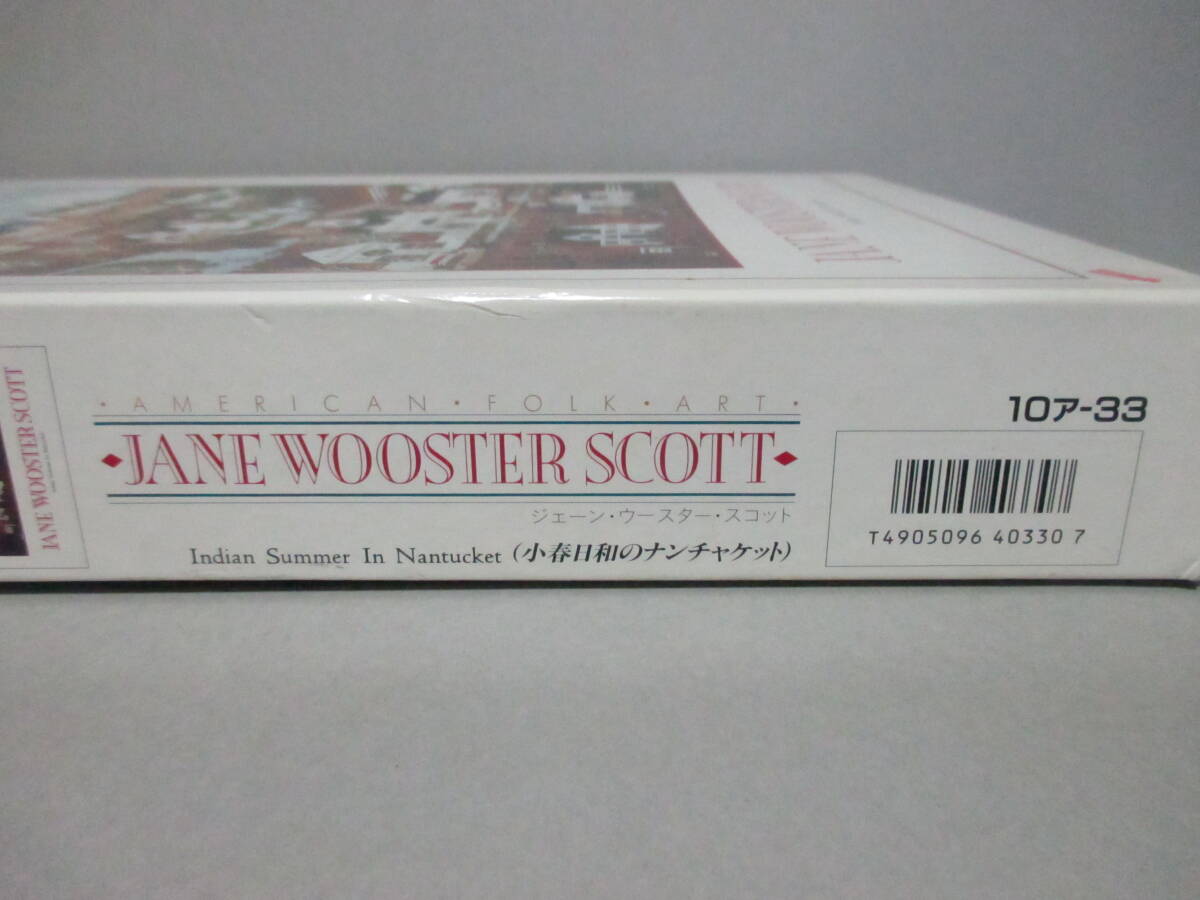 JANE WOOSTER SCOTT
• AMERICAN • FOLK • ART •
JANE WOOSTER SCOTT
ジェーン・ウースター・スコット
Indian Summer In Nantucket (小春日和のナンチャケット)
10ア-33
T4905096 40330 7